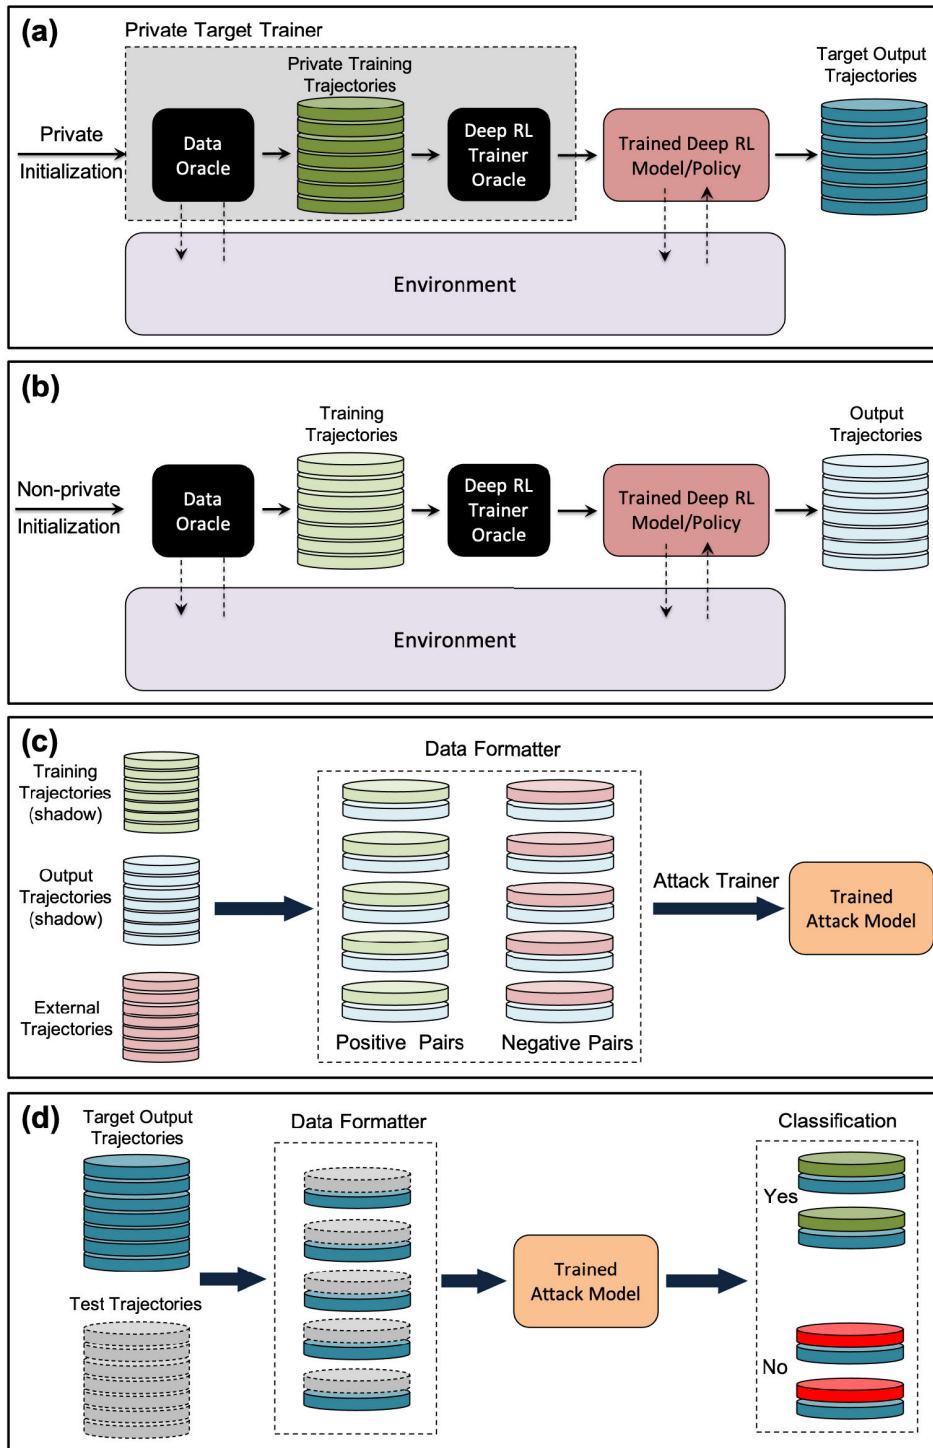 (a)
Private Target Trainer
Private Training
Trajectories
Target Output
Trajectories
Private
Initialization
Data
Oracle
Deep RL
Trainer
Oracle
Trained Deep RL
Model/Policy
Environment
(b)
Training
Trajectories
Output
Trajectories
Non-private
Initialization
Data
Oracle
Deep RL
Trainer
Oracle
Trained Deep RL
Model/Policy
Environment
(c)
Training
Trajectories
(shadow)
Output
Trajectories
(shadow)
External
Trajectories
Data Formatter
Positive Pairs
Negative Pairs
Attack Trainer
Trained
Attack Model
(d)
Target Output
Trajectories
Test Trajectories
Data Formatter
Trained
Attack Model
Classification
Yes
No